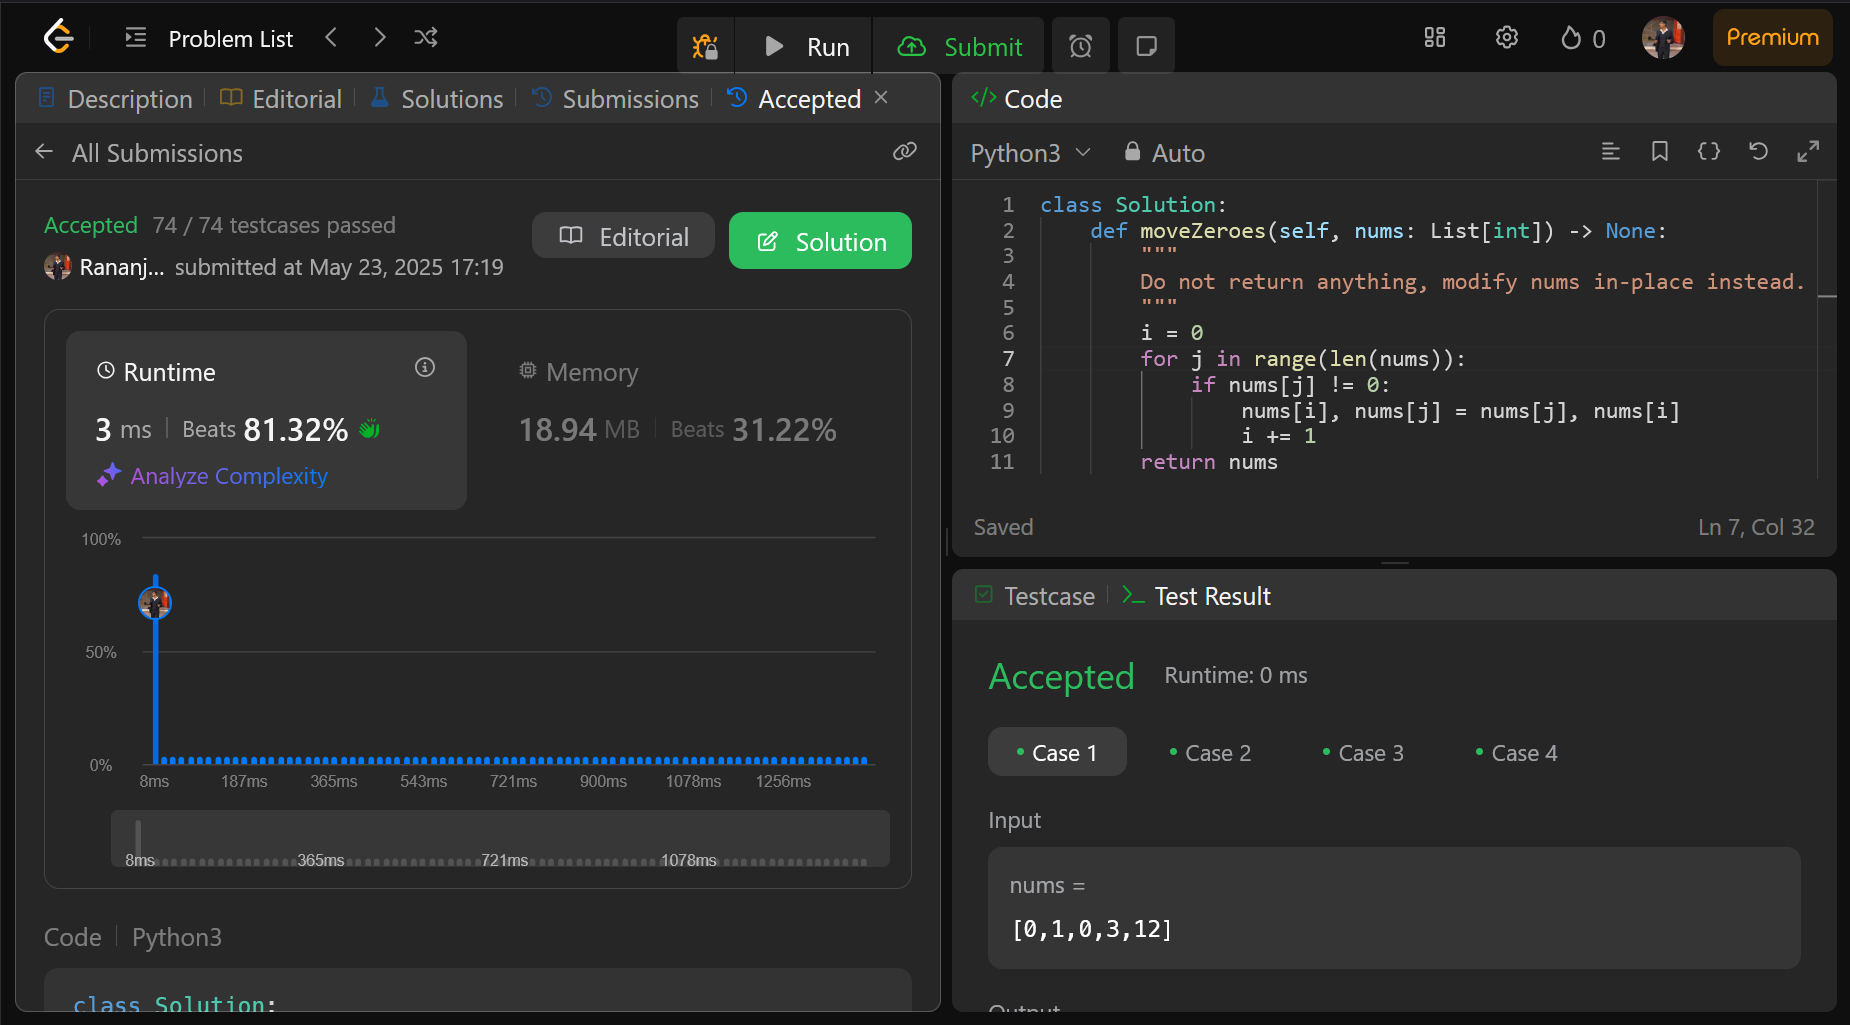 Problem List
Run
Submit
0
Premium
Description
Editorial
Solutions
Submissions
Accepted
All Submissions
Accepted 74 / 74 testcases passed
Rananj... submitted at May 23, 2025 17:19
Editorial
Solution
Runtime
3 ms
Beats 81.32%
Analyze Complexity
Memory
18.94 MB
Beats 31.22%
100%
50%
0%
8ms 187ms 365ms 543ms 721ms 900ms 1078ms 1256ms
8ms 365ms 721ms 1078ms
Code
Python3
class Solution:
Code
Python3
Auto
1 class Solution:
2 def moveZeroes(self, nums: List[int]) -> None:
3 """
4 Do not return anything, modify nums in-place instead.
5 """
6 i = 0
7 for j in range(len(nums)):
8 if nums[j] != 0:
9 nums[i], nums[j] = nums[j], nums[i]
10 i += 1
11 return nums
Saved
Ln 7, Col 32
Testcase
Test Result
Accepted
Runtime: 0 ms
Case 1
Case 2
Case 3
Case 4
Input
nums =
[0,1,0,3,12]
Output